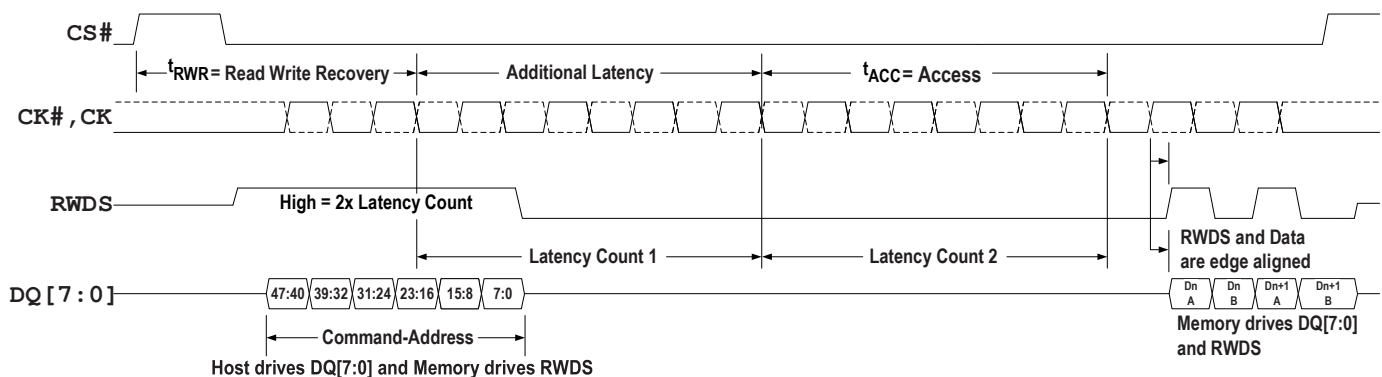 CS#
tRWR= Read Write Recovery
Additional Latency
tACC= Access
CK#,CK
RWDS
High = 2x Latency Count
Latency Count 1
Latency Count 2
RWDS and Data
are edge aligned
DQ[7:0]
47:40 39:32 31:24 23:16 15:8 7:0
Dn
A
Dn
B
Dn+1
A
Dn+1
B
Command-Address
Memory drives DQ[7:0]
and RWDS
Host drives DQ[7:0] and Memory drives RWDS